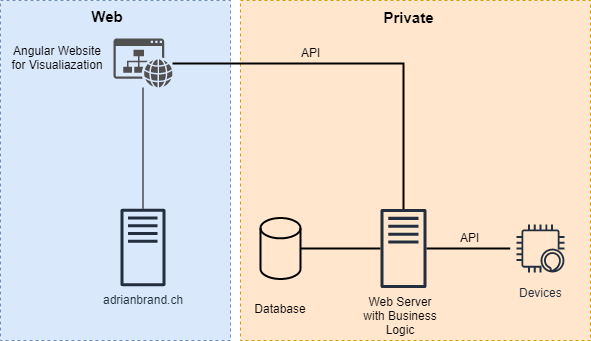 Web
Private
Angular Website
for Visualiazation
API
API
adrianbrand.ch
Database
Web Server
with Business
Logic
Devices